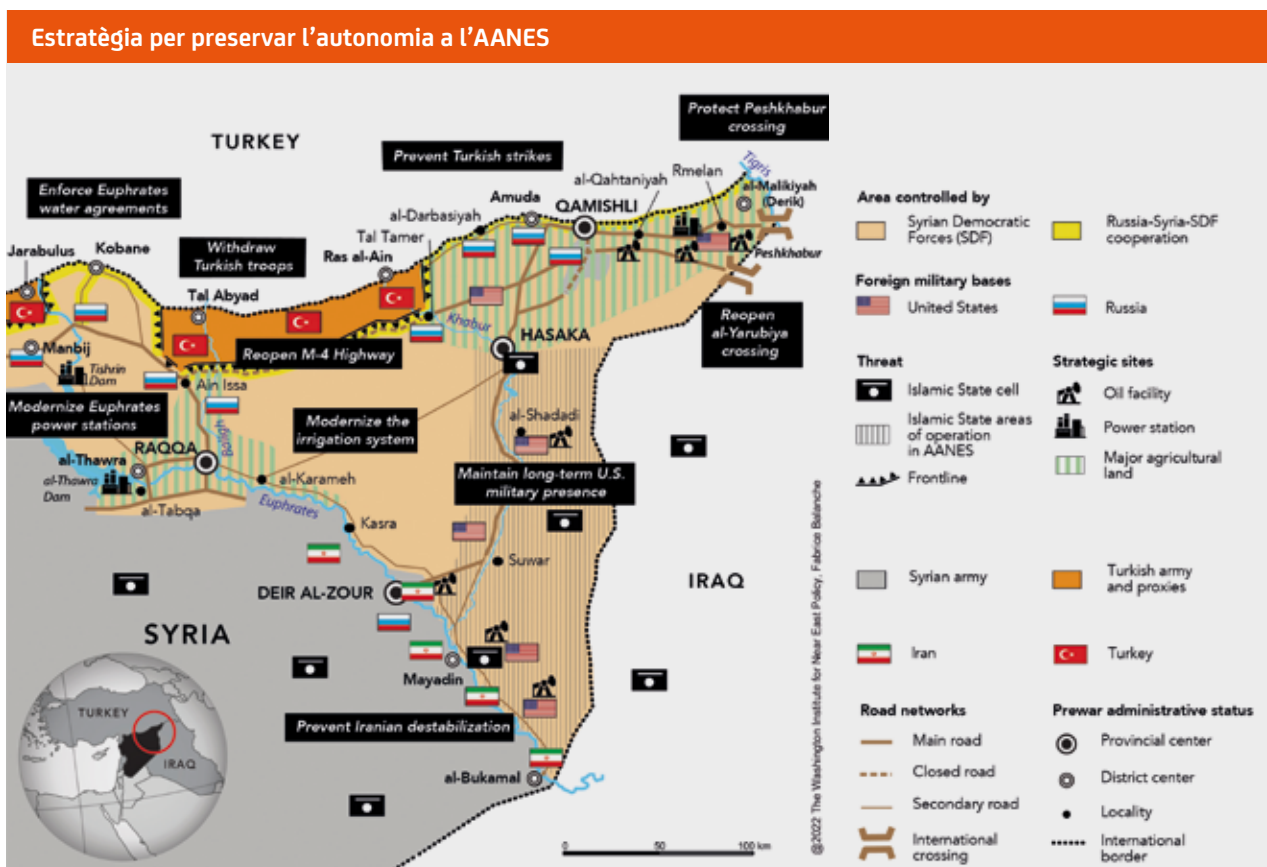 Estratègia per preservar l’autonomia a l’AANES
Protect Peshkhabur
crossing
TURKEY
Prevent Turkish strikes
Tigris
al-Qahtaniyah
Rmelan
Enforce Euphrates
water agreements
Amuda
QAMISHLI
al-Malikiyah
(Derik)
al-Darbasiyah
Jarabulus
Kobane
Withdraw
Turkish troops
Tal Tamer
Ras al-Ain
Peshkhabur
Tal Abyad
Khabur
Reopen
al-Yarubiya
crossing
HASAKA
Manbij
Reopen M-4 Highway
Tishrin
Dam
Ain Issa
Modernize Euphrates
power stations
Modernize the
irrigation system
al-Shadadi
Baligh
RAQQA
al-Thawra
al-Thawra
Dam
al-Karameh
Maintain long-term U.S.
military presence
al-Tabqa
Euphrates
Kasra
Suwar
IRAQ
DEIR AL-ZOUR
SYRIA
Mayadin
Prevent Iranian destabilization
al-Bukamal
TURKEY
IRAQ
0 50 100 km
@2022 The Washington Institute for Near East Policy, Fabrice Balanche
Area controlled by
Syrian Democratic
Forces (SDF)
Russia-Syria-SDF
cooperation
Foreign military bases
United States
Russia
Threat
Strategic sites
Islamic State cell
Oil facility
Islamic State areas
of operation
in AANES
Power station
Major agricultural
land
Frontline
Syrian army
Turkish army
and proxies
Iran
Turkey
Road networks
Prewar administrative status
Main road
Provincial center
Closed road
District center
Secondary road
Locality
International
crossing
International
border